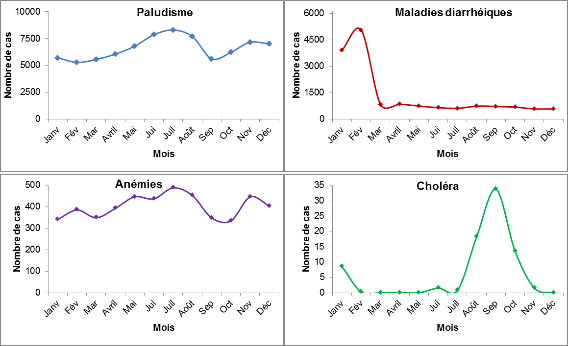 Paludisme
Nombre de cas
10000
7500
5000
2500
0
Janv Fév Mar Avril Mai Jui Juil Août Sep Oct Nov Déc
Mois
Maladies diarrhéiques
Nombre de cas
6000
4500
3000
1500
0
Janv Fév Mar Avril Mai Jui Juil Août Sep Oct Nov Déc
Mois
Anémies
Nombre de cas
500
400
300
200
100
0
Janv Fév Mar Avril Mai Jui Juil Août Sep Oct Nov Déc
Mois
Choléra
Nombre de cas
35
30
25
20
15
10
5
0
Janv Fév Mar Avril Mai Jui Juil Août Sep Oct Nov Déc
Mois